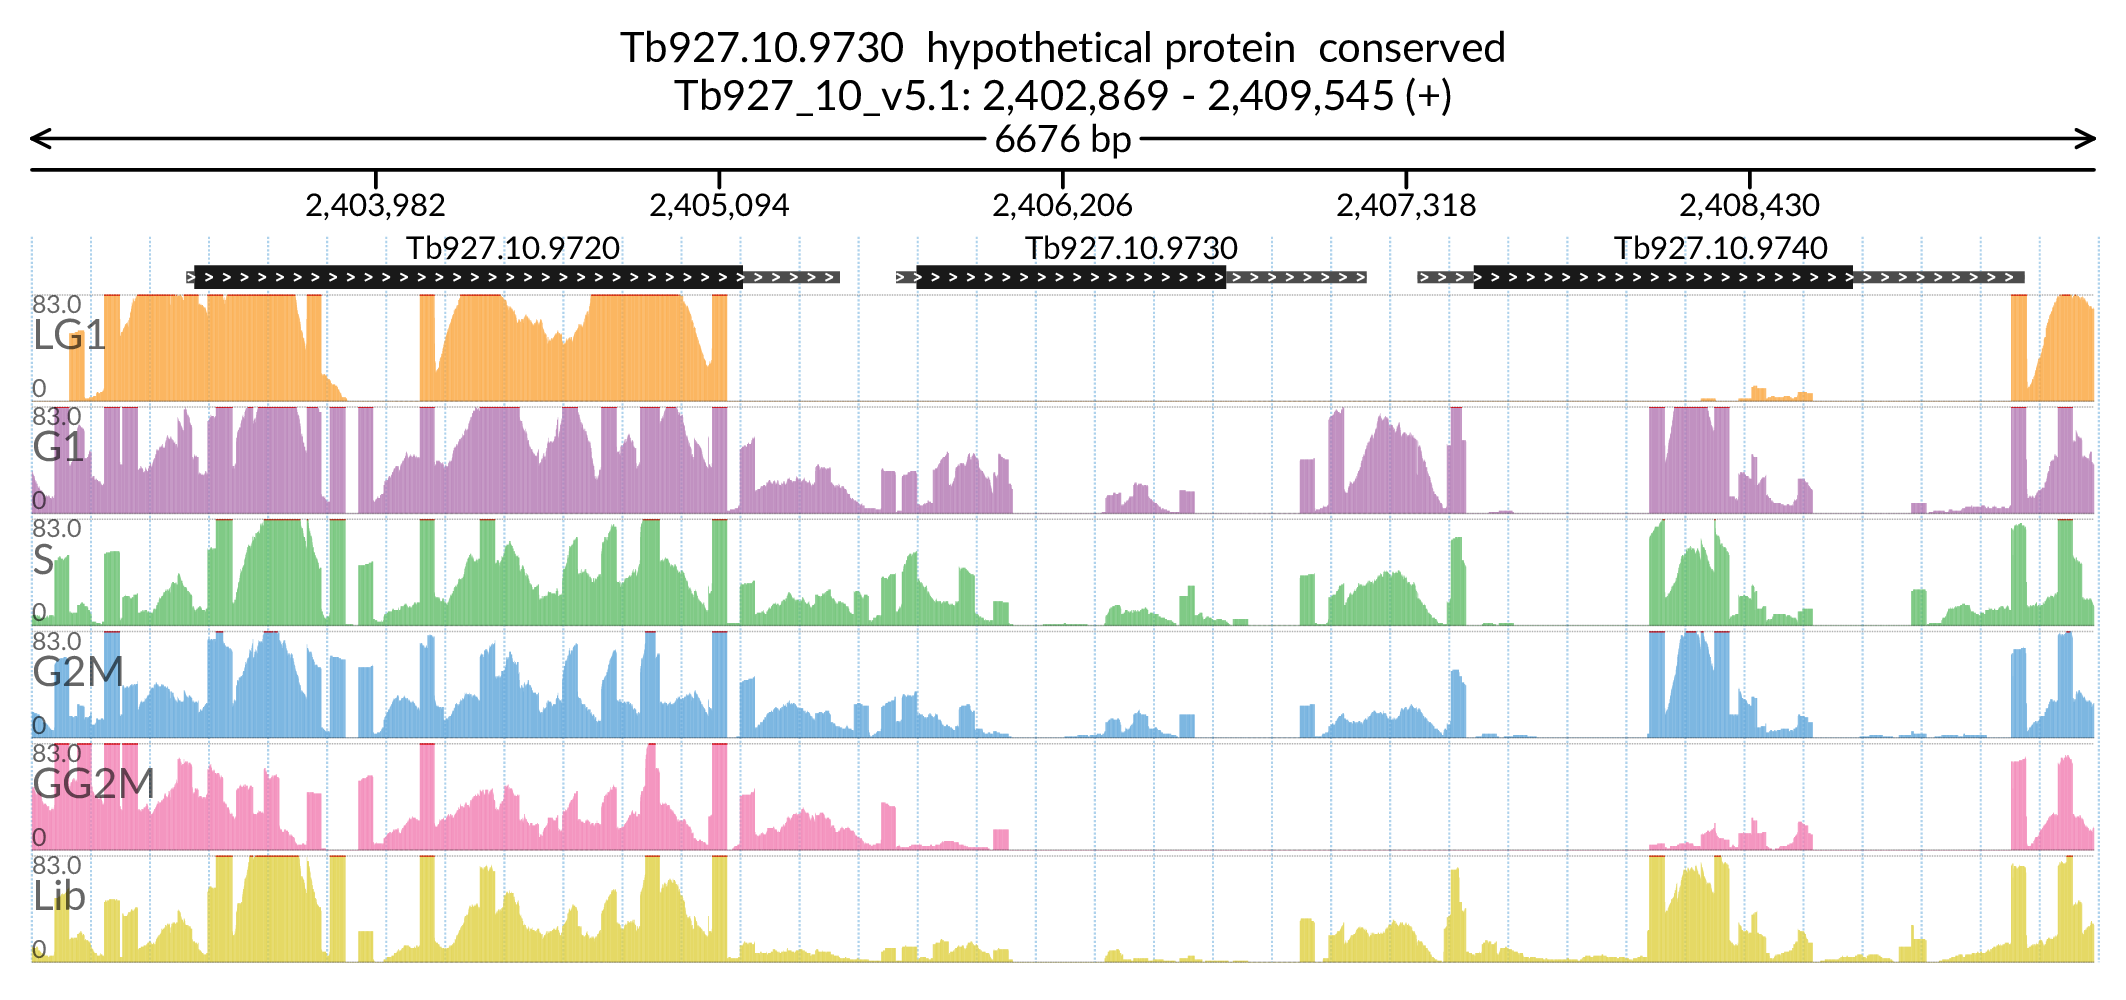 Tb927.10.9730  hypothetical protein  conserved
Tb927_10_v5.1: 2,402,869 - 2,409,545 (+)
6676 bp
2,403,982 2,405,094 2,406,206 2,407,318 2,408,430
Tb927.10.9720 Tb927.10.9730 Tb927.10.9740
83.0
LG1
0
83.0
G1
0
83.0
S
0
83.0
G2M
0
83.0
GG2M
0
83.0
Lib
0